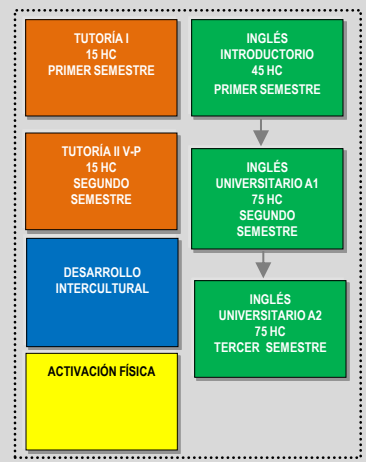 TUTORÍA I
15 HC
PRIMER SEMESTRE
INGLÉS
INTRODUCTORIO
45 HC
PRIMER SEMESTRE
TUTORÍA II V-P
15 HC
SEGUNDO
SEMESTRE
INGLÉS
UNIVERSITARIO A1
75 HC
SEGUNDO
SEMESTRE
DESARROLLO
INTERCULTURAL
INGLÉS
UNIVERSITARIO A2
75 HC
TERCER SEMESTRE
ACTIVACIÓN FÍSICA